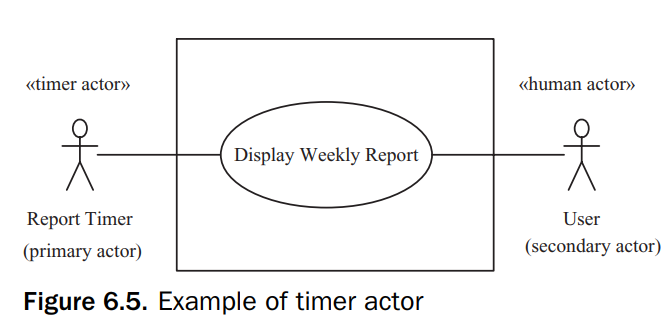 «timer actor»
«human actor»
Display Weekly Report
Report Timer
(primary actor)
User
(secondary actor)
Figure 6.5. Example of timer actor